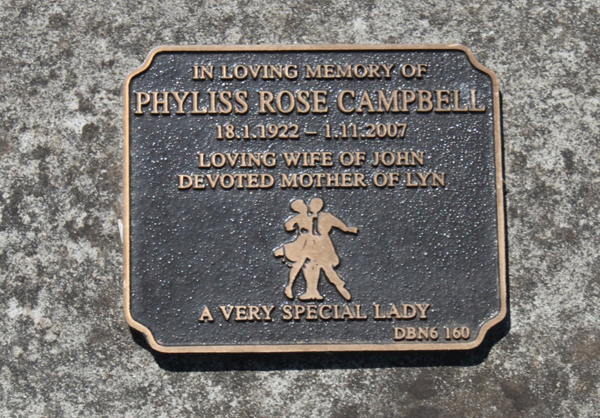 IN LOVING MEMORY OF
PHYLISS ROSE CAMPBELL
18.1.1922 – 1.11.2007
LOVING WIFE OF JOHN
DEVOTED MOTHER OF LYN
A VERY SPECIAL LADY
DBN6 160